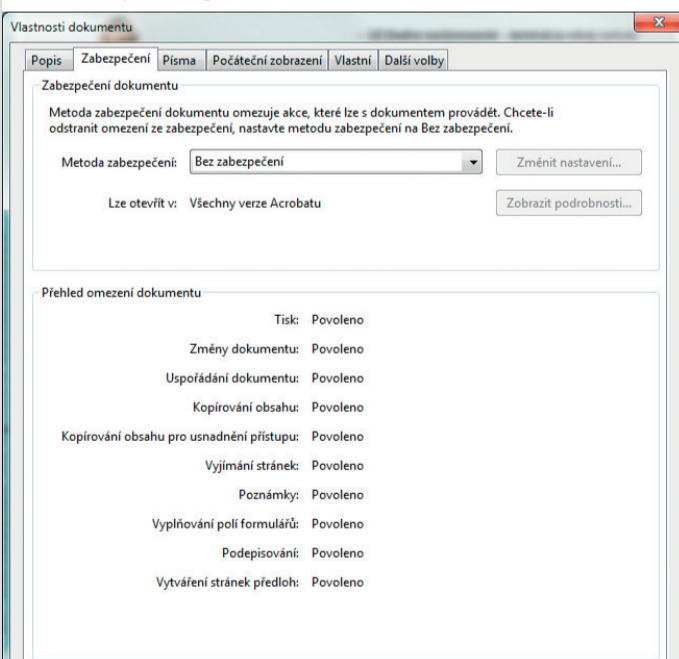 Vlastnosti dokumentu
Popis Zabezpečení Písma Počáteční zobrazení Vlastní Další volby
Zabezpečení dokumentu
Metoda zabezpečení dokumentu omezuje akce, které lze s dokumentem provádět. Chcete-li
odstranit omezení ze zabezpečení, nastavte metodu zabezpečení na Bez zabezpečení.
Metoda zabezpečení: Bez zabezpečení Změnit nastavení...
Lze otevřít v: Všechny verze Acrobatu Zobrazit podrobnosti...
Přehled omezení dokumentu
Tisk: Povoleno
Změny dokumentu: Povoleno
Uspořádání dokumentu: Povoleno
Kopírování obsahu: Povoleno
Kopírování obsahu pro usnadnění přístupu: Povoleno
Vyjímání stránek: Povoleno
Poznámky: Povoleno
Vyplňování polí formulářů: Povoleno
Podepisování: Povoleno
Vytváření stránek předloh: Povoleno